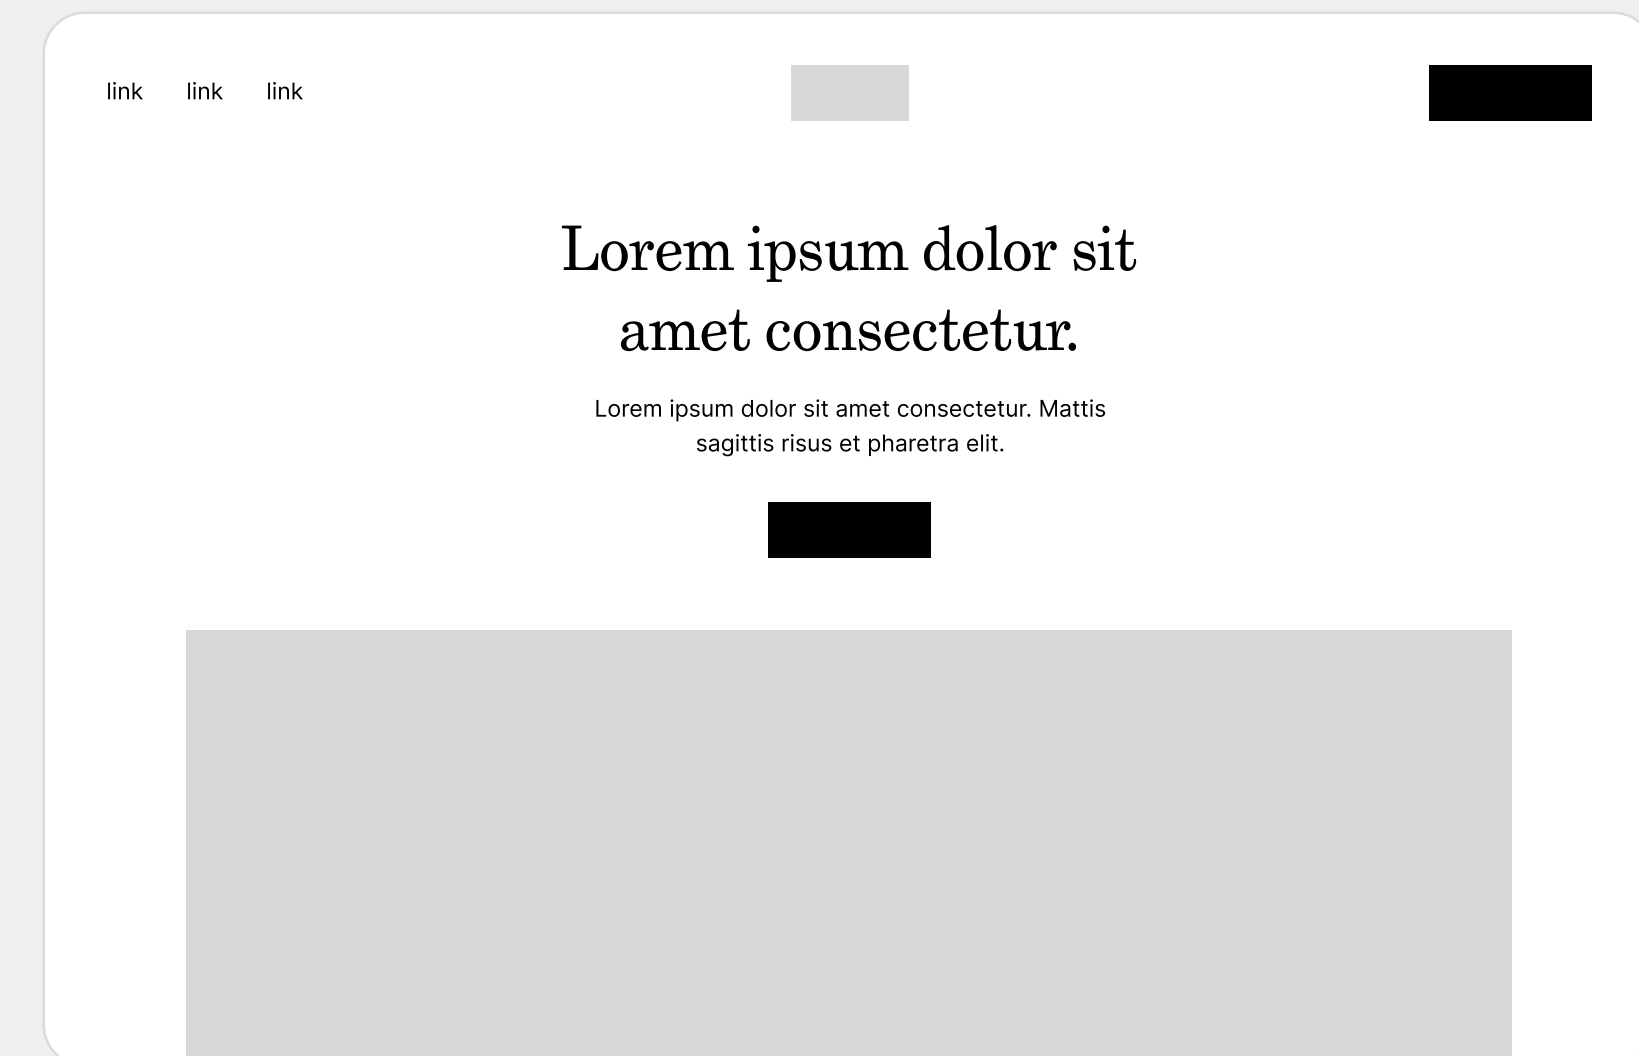 link link link
Lorem ipsum dolor sit
amet consectetur.
Lorem ipsum dolor sit amet consectetur. Mattis
sagittis risus et pharetra elit.